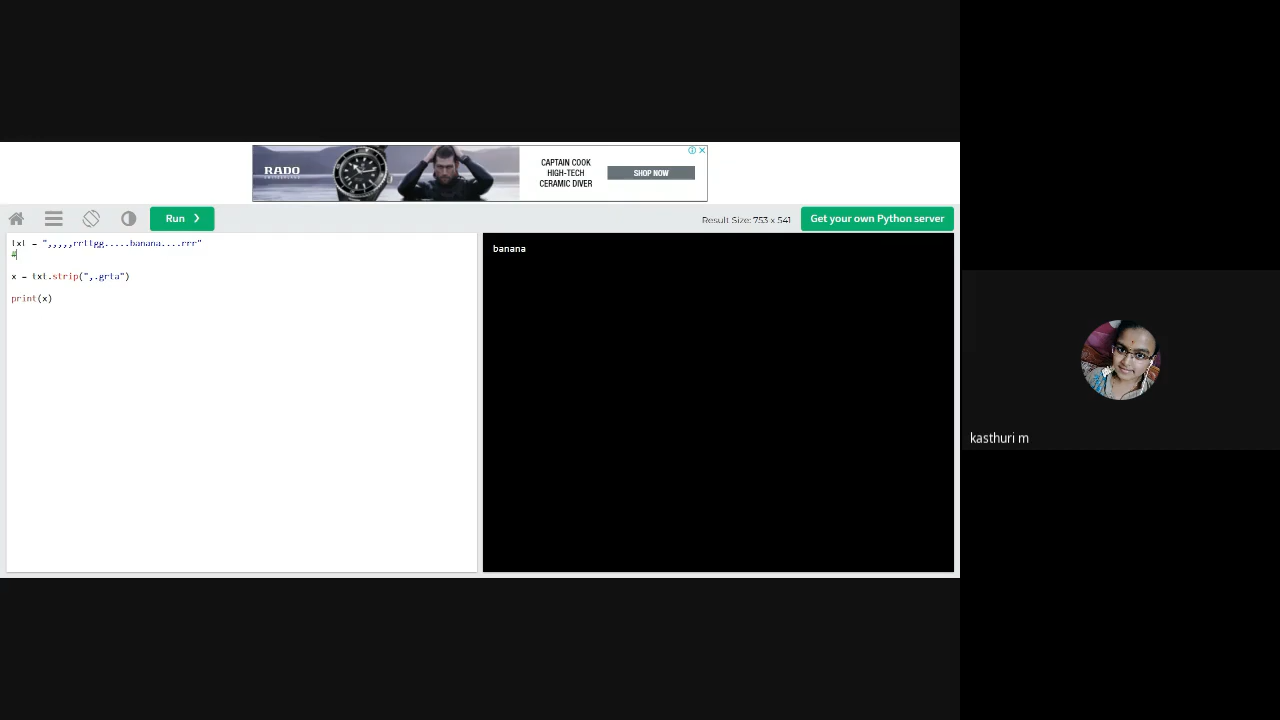 RADO
CAPTAIN COOK
HIGH-TECH
CERAMIC DIVER
SHOP NOW
Run ❯
Result Size: 753 x 541
Get your own Python server
txt = ",,,,,rrttgg.....banana....rrr"
#
x = txt.strip(",.grta")
print(x)
banana
kasthuri m